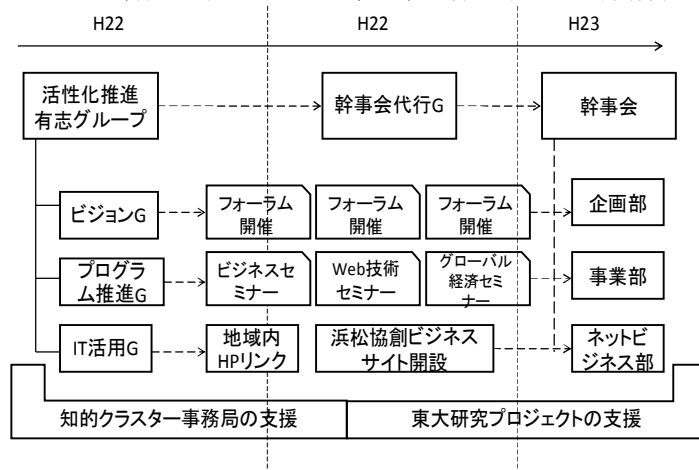 H22
H22
H23
活性化推進
有志グループ
幹事会代行G
幹事会
ビジョンG
フォーラム
開催
フォーラム
開催
フォーラム
開催
企画部
プログラ
ム推進G
ビジネスセ
ミナー
Web技術
セミナー
グローバル
経済セミ
ナー
事業部
IT活用G
地域内
HPリンク
浜松協創ビジネス
サイト開設
ネットビ
ジネス部
知的クラスター事務局の支援
東大研究プロジェクトの支援